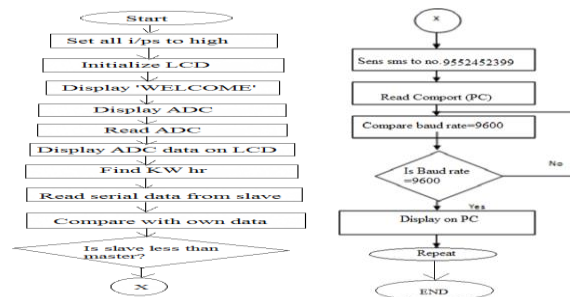 Start
Set all i/ps to high
Initialize LCD
Display 'WELCOME'
Display ADC
Read ADC
Display ADC data on LCD
Find KW hr
Read serial data from slave
Compare with own data
Is slave less than
master?
X
X
Sens sms to no.9552452399
Read Comport (PC)
Compare baud rate=9600
Is Baud rate
=9600
No
Yes
Display on PC
Repeat
END